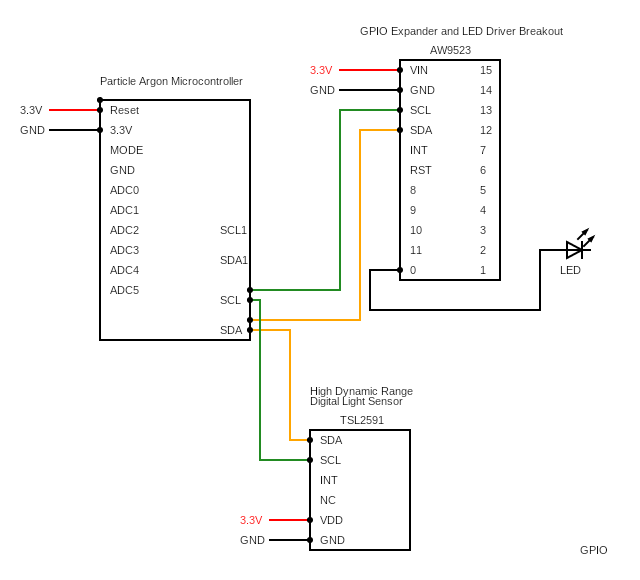 GPIO Expander and LED Driver Breakout
AW9523
Particle Argon Microcontroller
3.3V
GND
Reset
3.3V
MODE
GND
ADC0
ADC1
ADC2
ADC3
ADC4
ADC5
SCL1
SDA1
SCL
SDA
3.3V
GND
VIN 15
GND 14
SCL 13
SDA 12
INT 7
RST 6
8 5
9 4
10 3
11 2
0 1
LED
High Dynamic Range
Digital Light Sensor
TSL2591
SDA
SCL
INT
NC
3.3V VDD
GND GND
GPIO